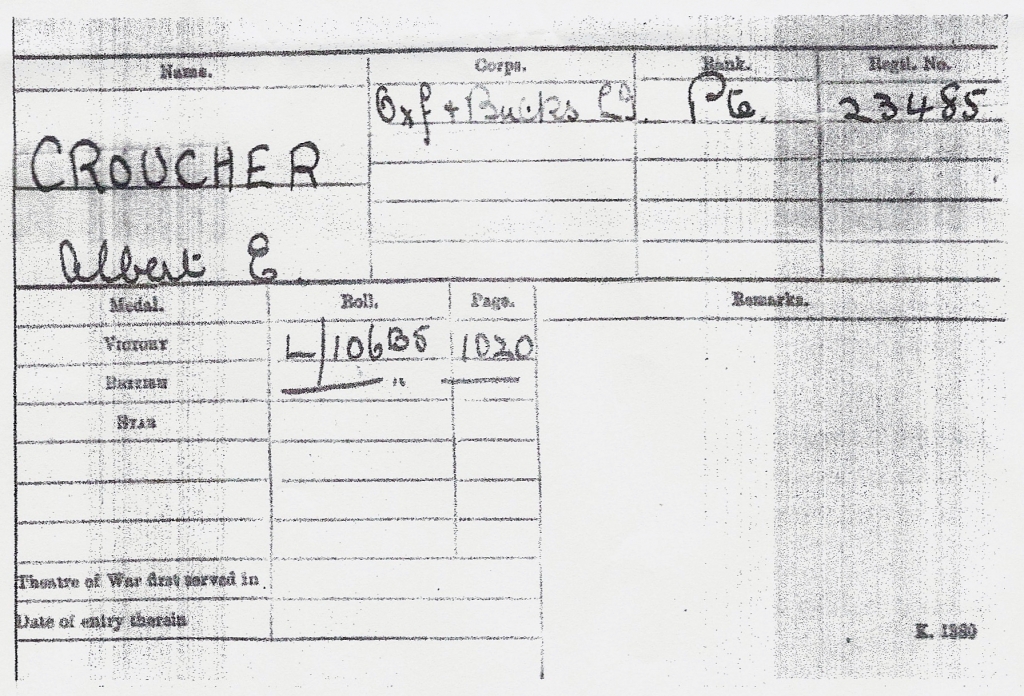 Name. Corps. Rank. Regtl. No.
Oxf & Bucks L.I. Pte. 23485
CROUCHER
Albert E.
Medal. Roll. Page. Remarks.
VICTORY L/106B5 1020
BRITISH " 
STAR
Theatre of War first served in
Date of entry therein
K. 1380